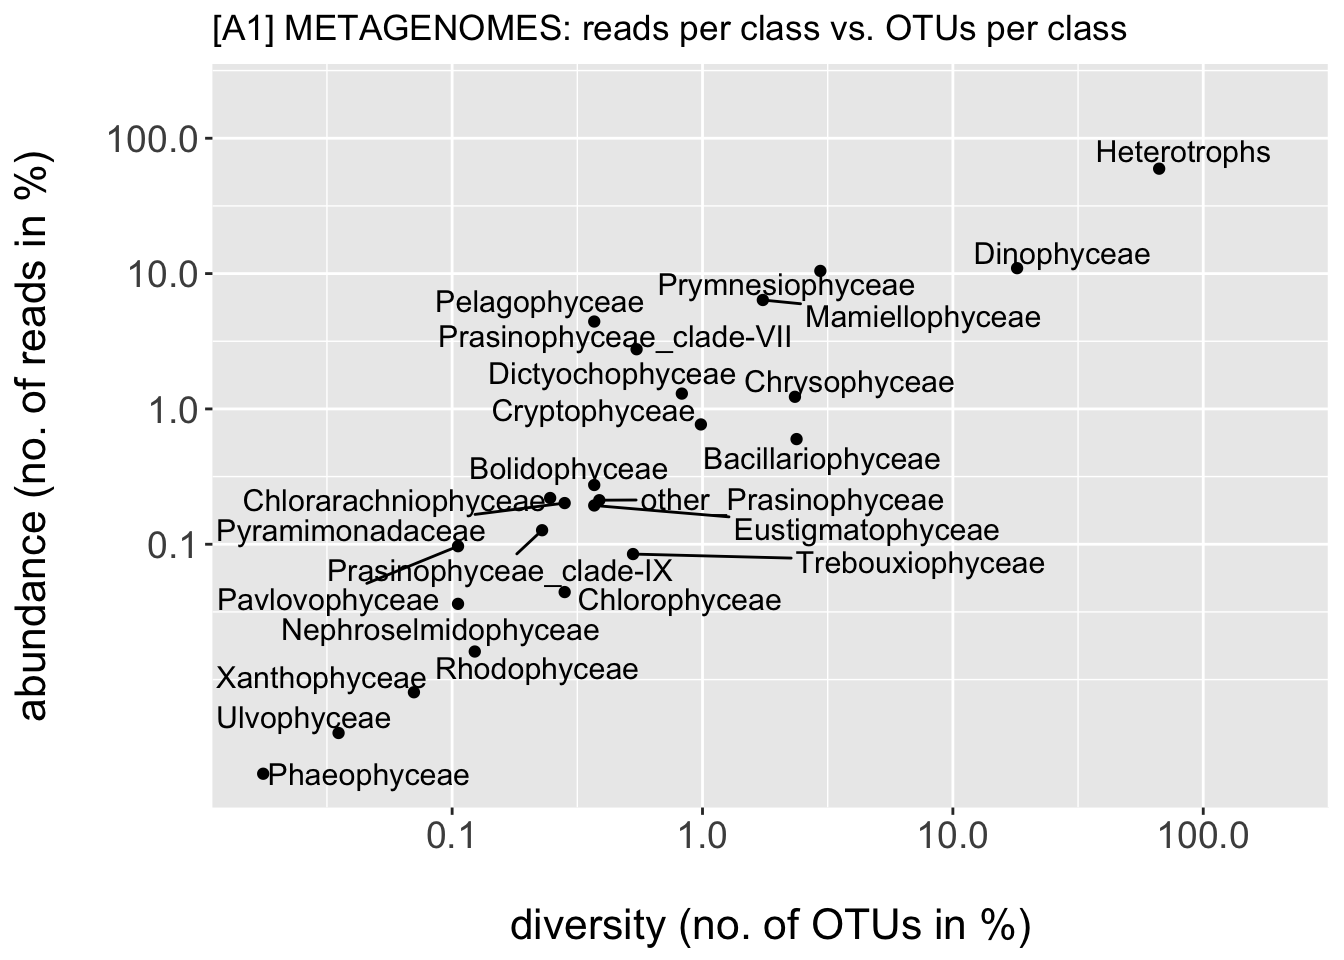 [A1] METAGENOMES: reads per class vs. OTUs per class
abundance (no. of reads in %)
100.0
10.0
1.0
0.1
Heterotrophs
Dinophyceae
Prymnesiophyceae
Pelagophyceae
Mamiellophyceae
Prasinophyceae_clade-VII
Dictyochophyceae
Chrysophyceae
Cryptophyceae
Bacillariophyceae
Bolidophyceae
Chlorarachniophyceae
other_Prasinophyceae
Pyramimonadaceae
Eustigmatophyceae
Trebouxiophyceae
Prasinophyceae_clade-IX
Pavlovophyceae
Chlorophyceae
Nephroselmidophyceae
Rhodophyceae
Xanthophyceae
Ulvophyceae
Phaeophyceae
0.1
1.0
10.0
100.0
diversity (no. of OTUs in %)